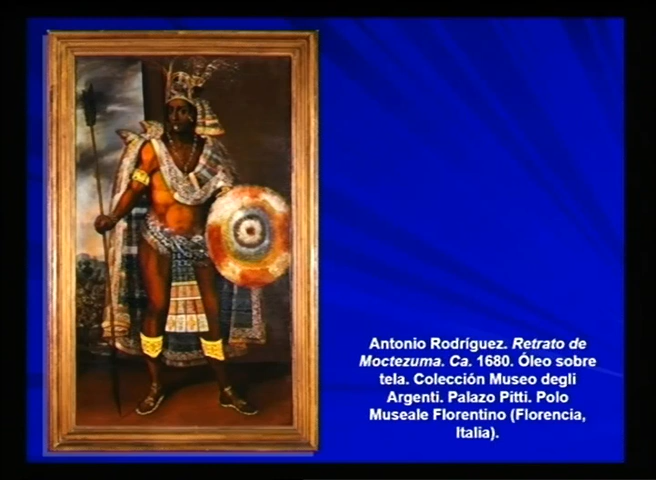 Antonio Rodríguez. Retrato de
Moctezuma. Ca. 1680. Óleo sobre
tela. Colección Museo degli
Argenti. Palazo Pitti. Polo
Museale Florentino (Florencia,
Italia).